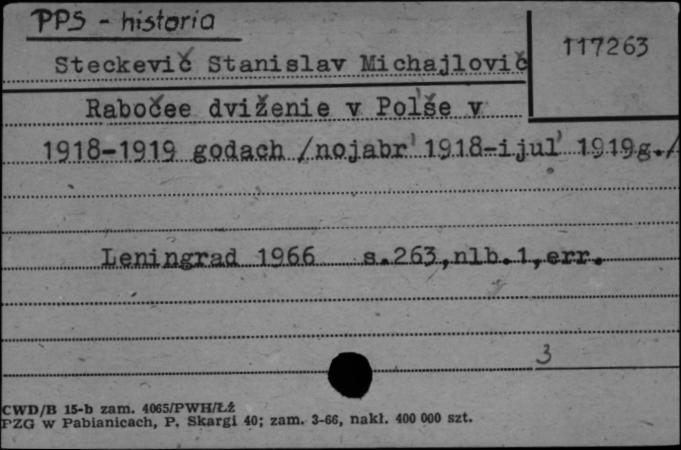 PPS - historia
117263
Steckevič Stanislav Michajlovič
Rabočee dviženie v Pol'še v
1918-1919 godach /nojabr' 1918-ijul' 1919g./
Leningrad 1966 s.263,nlb.1,err.
3
CWD/B 15-b zam. 4065/PWH/Łż
PZG w Pabianicach, P. Skargi 40; zam. 3-66, nakł. 400 000 szt.